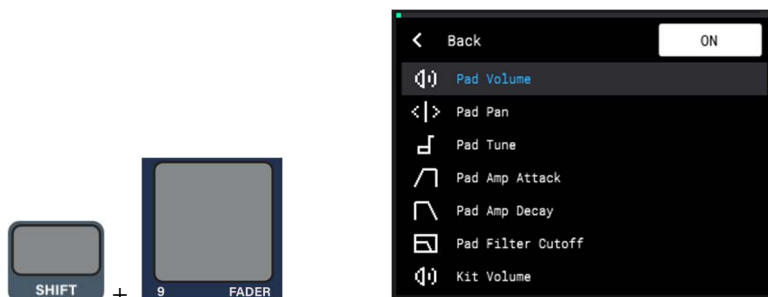 Back
ON
Pad Volume
Pad Pan
Pad Tune
Pad Amp Attack
Pad Amp Decay
Pad Filter Cutoff
Kit Volume
SHIFT + 9 FADER